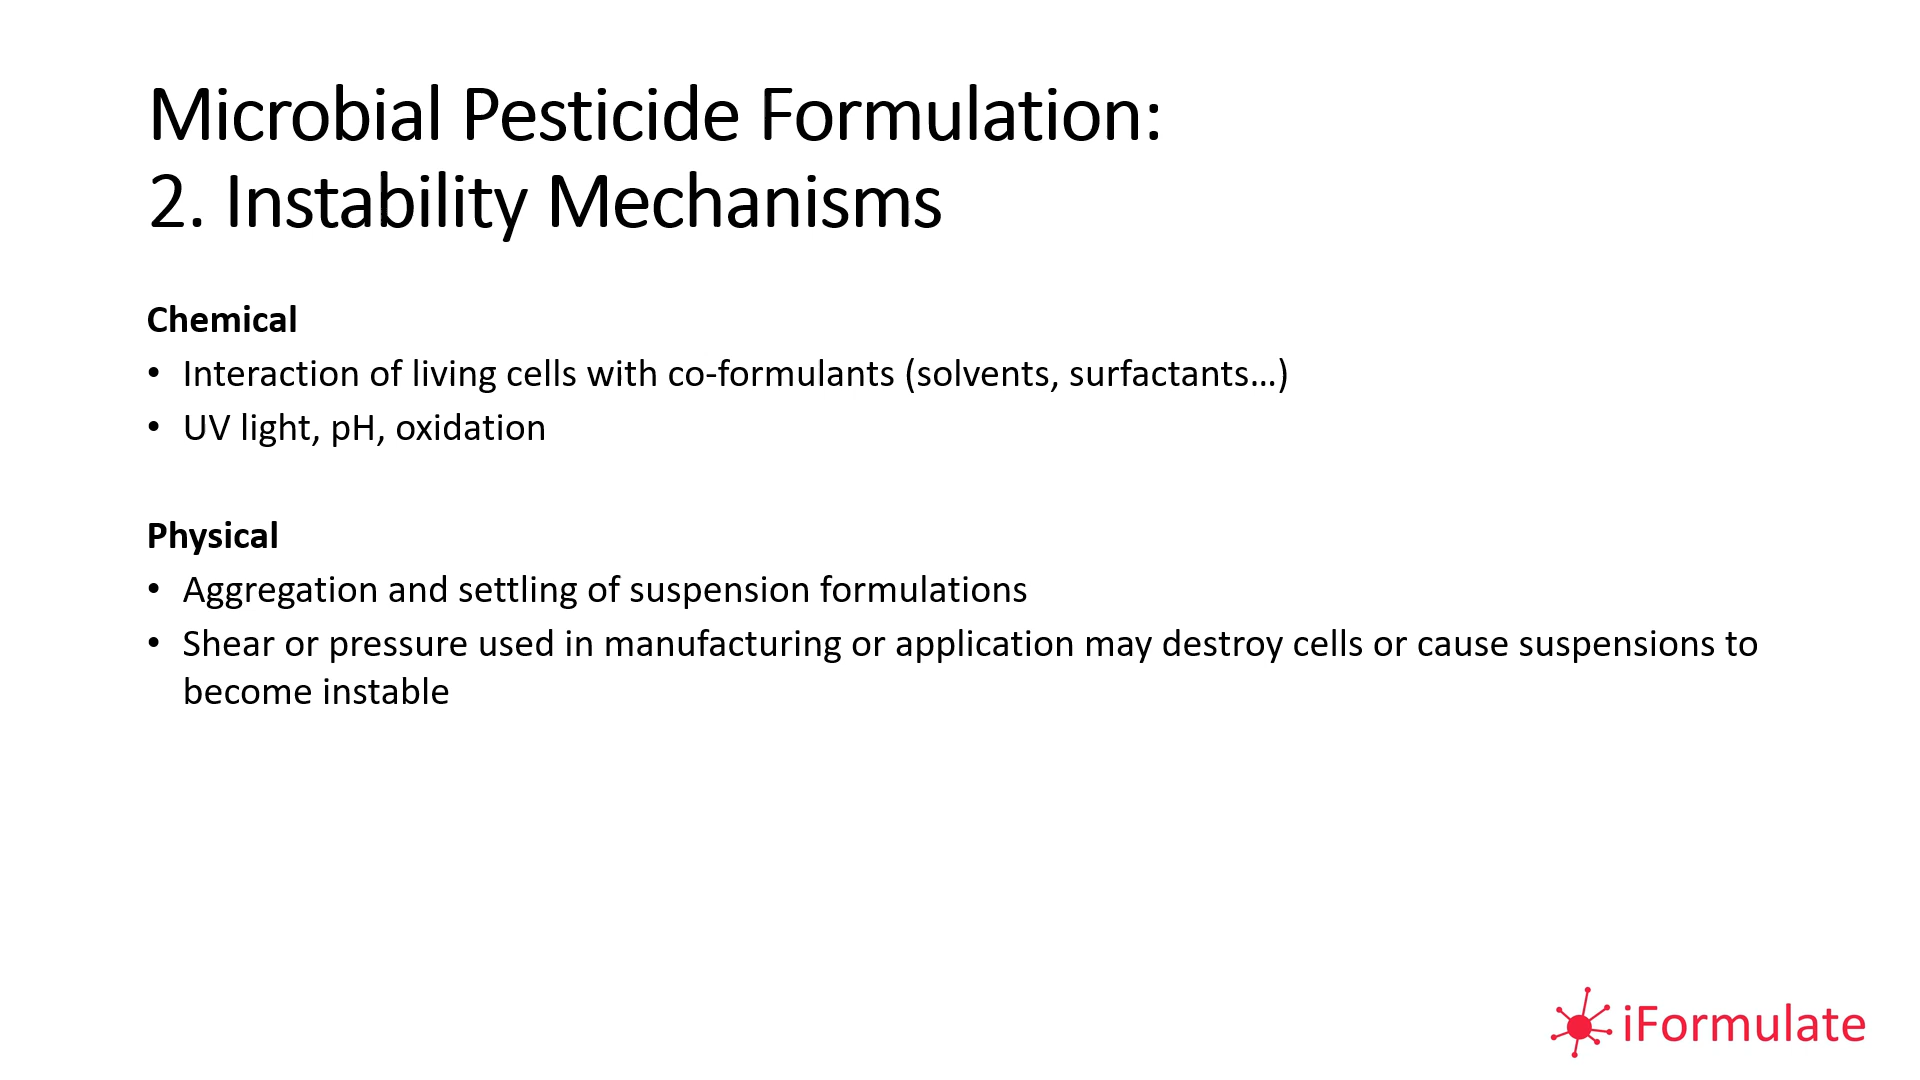 Microbial Pesticide Formulation:
2. Instability Mechanisms
Chemical
• Interaction of living cells with co-formulants (solvents, surfactants…)
• UV light, pH, oxidation
Physical
• Aggregation and settling of suspension formulations
• Shear or pressure used in manufacturing or application may destroy cells or cause suspensions to
become instable
iFormulate